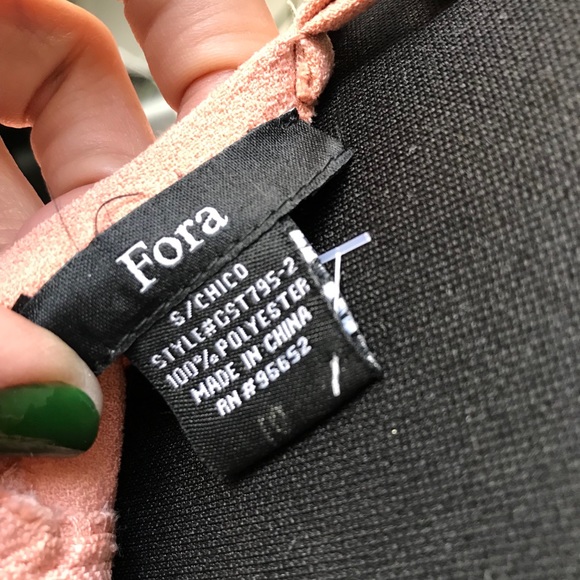 Fora
S/CHICO
STYLE#CST795-2
100% POLYESTER
MADE IN CHINA
RN#96652